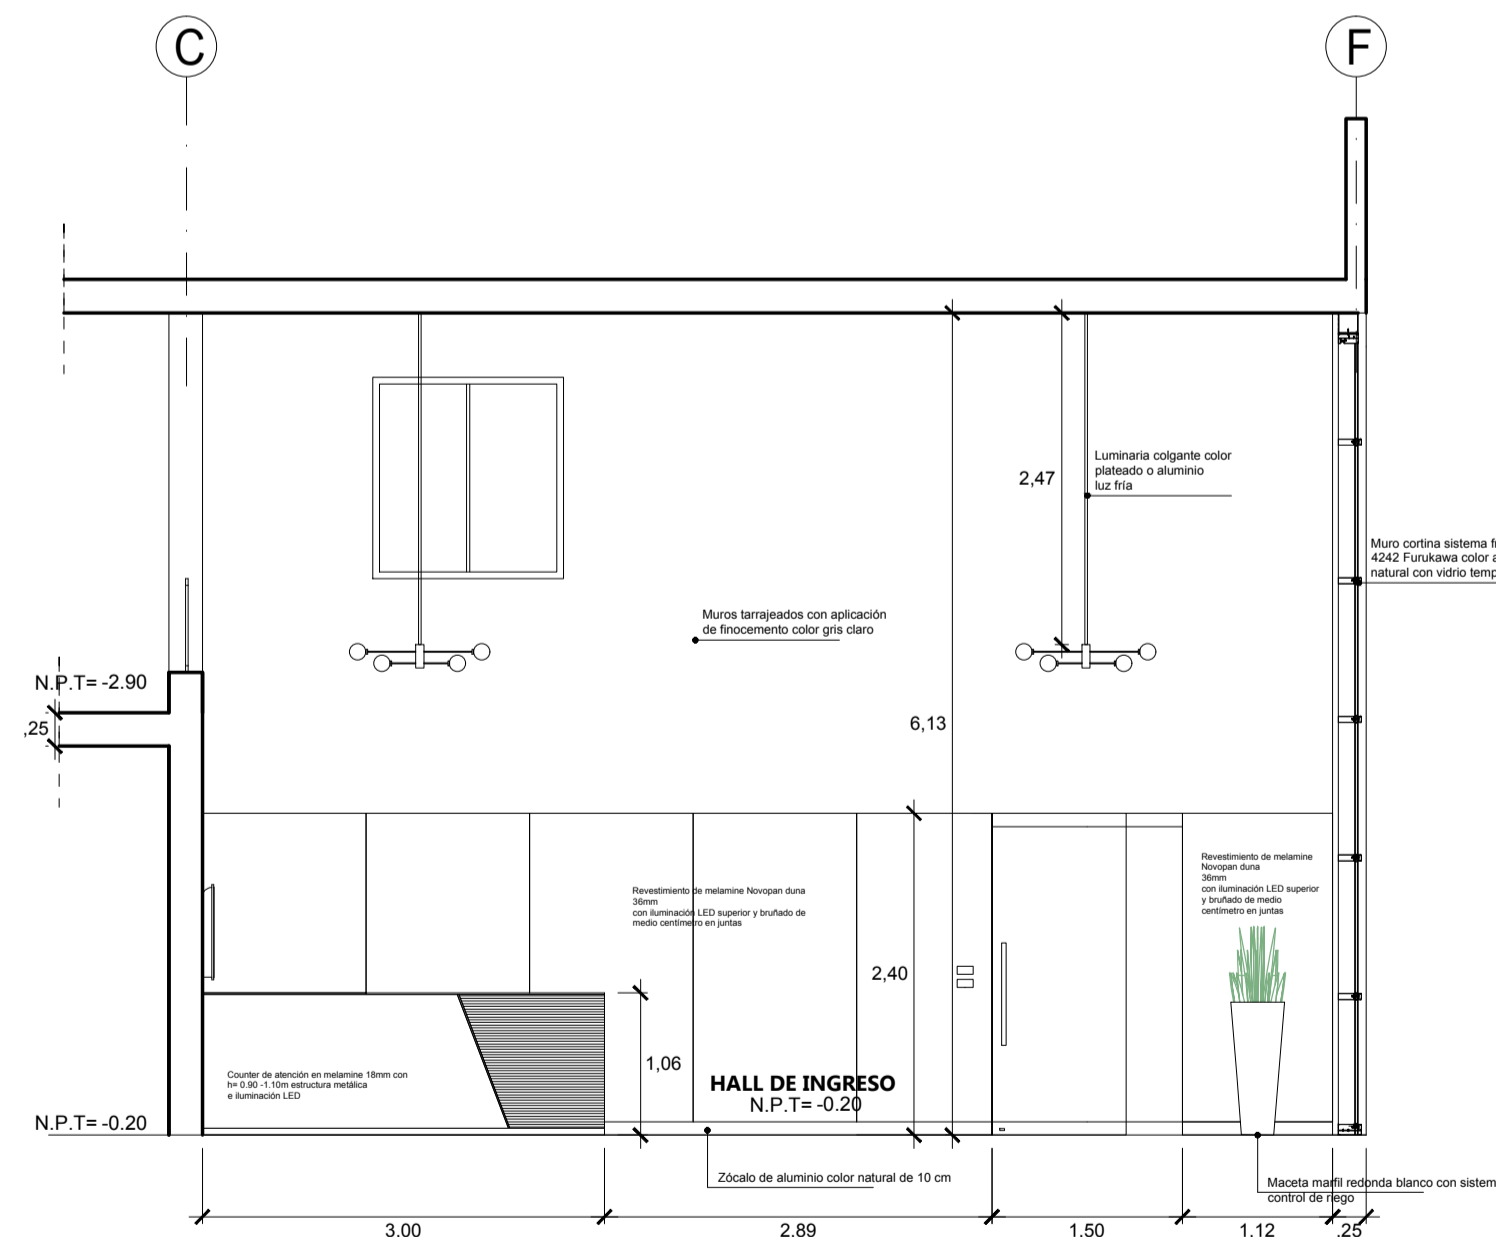 C
F
Luminaria colgante color
plateado o aluminio
luz fría
2,47
Muro cortina sistema
4242 Furukawa color
natural con vidrio
Muros tarrajeados con aplicación
de finocemento color gris claro
N.P.T= -2.90
,25
6,13
Revestimiento de melamine
Novopan duna
36mm
con iluminación LED superior
y bruñado de medio
centímetro en juntas
Revestimiento de melamine Novopan duna
36mm
con iluminación LED superior y bruñado de
medio centímetro en juntas
2,40
1,06
Counter de atención en melamine 18mm con
h= 0.90 -1.10m estructura metálica
e iluminación LED
HALL DE INGRESO
N.P.T= -0.20
N.P.T= -0.20
Zócalo de aluminio color natural de 10 cm
Maceta marfil redonda blanco con sistem
control de riego
3.00
2.89
1.50
1.12
.25